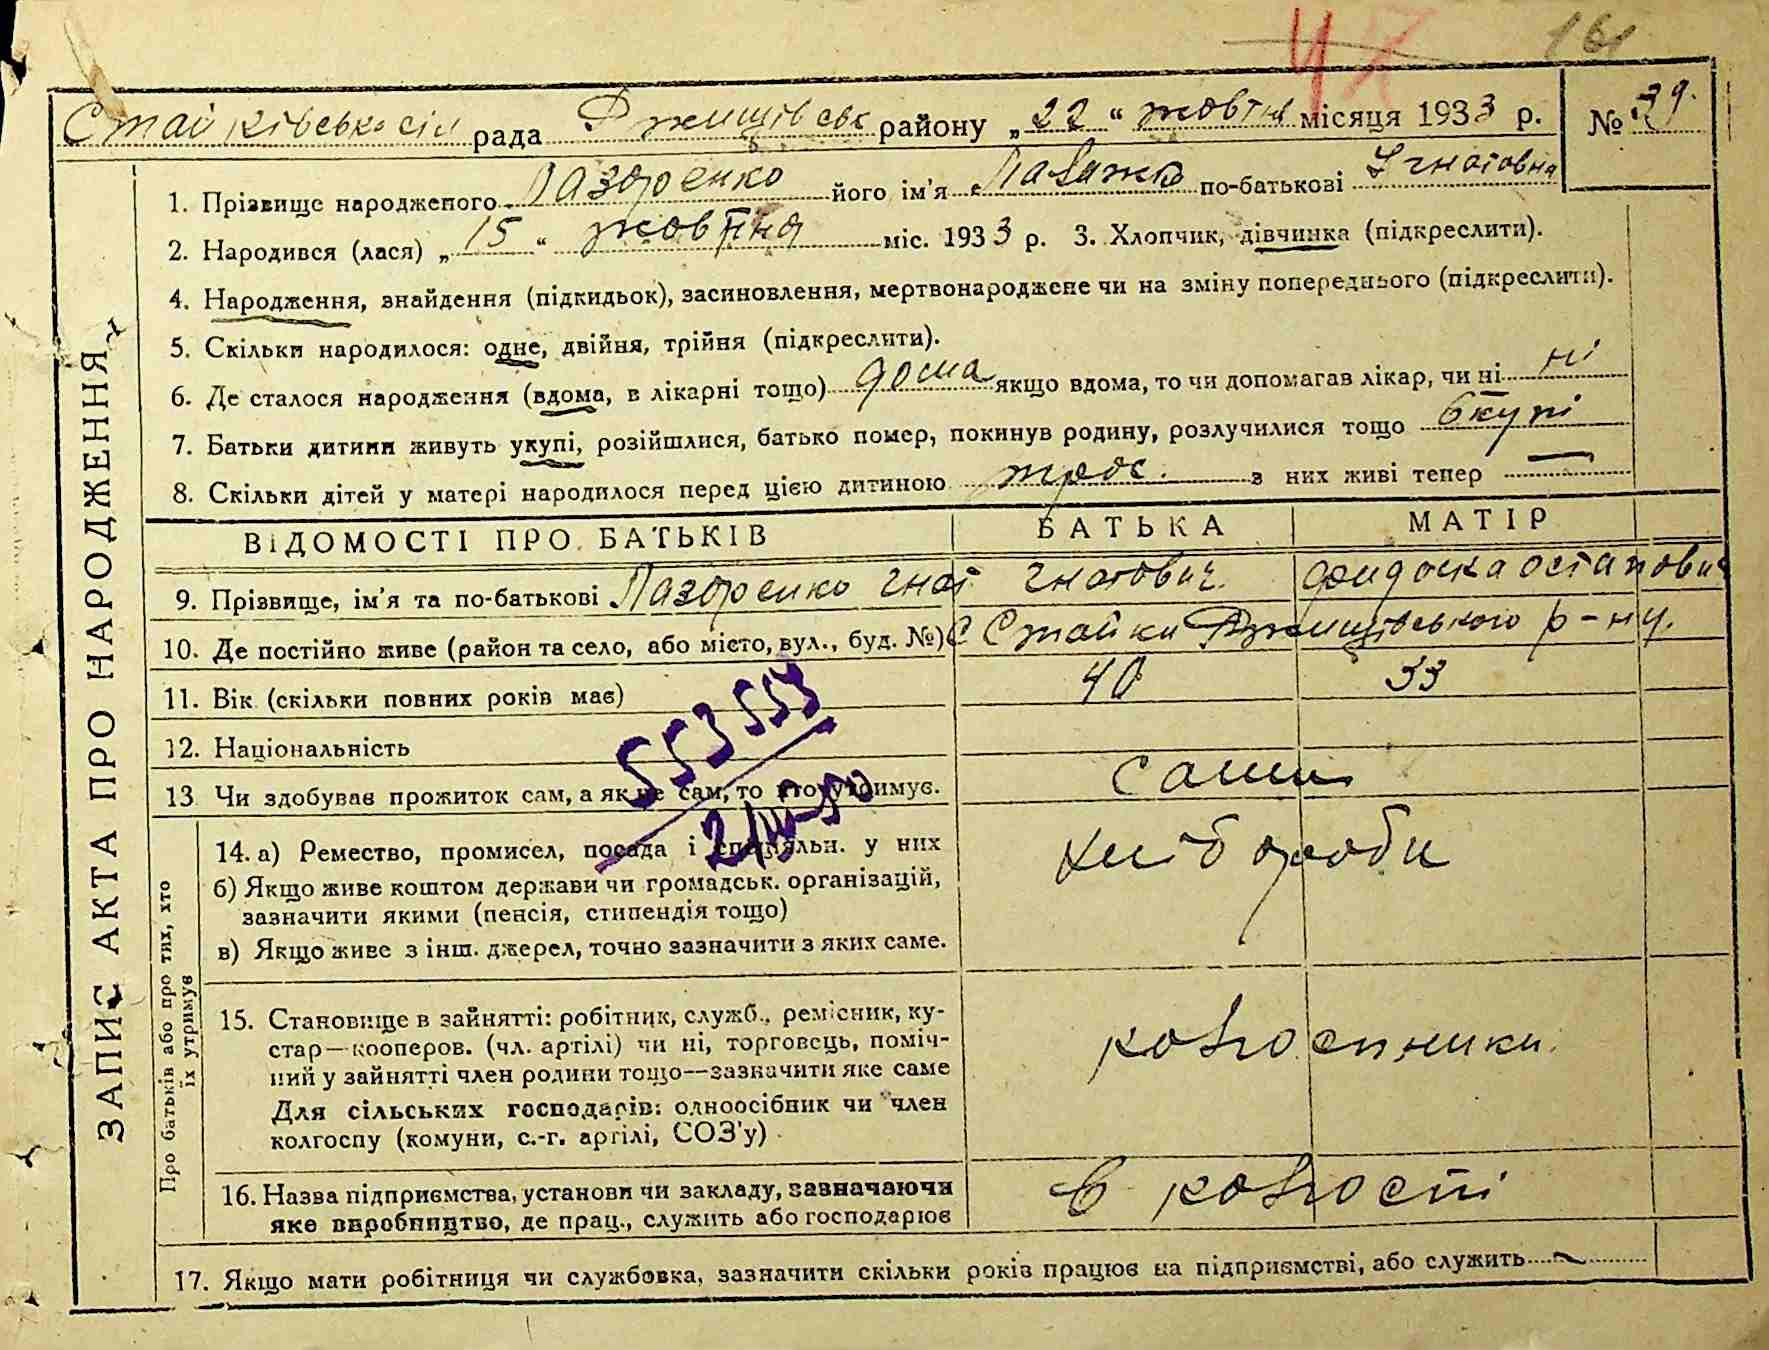 47 161
Стайківська сіл рада Ржищівськ району „22“ жовтня місяця 1933 р. № 39.
1. Прізвище народженого Лазоренко його ім'я по-батькові Гнатовна
2. Народився (лася) „15“ жовтня міс. 1933 р. 3. Хлопчик, дівчинка (підкреслити).
4. Народження, знайдення (підкидьок), засиновлення, мертвонароджене чи на зміну попереднього (підкреслити).
5. Скільки народилося: одне, двійня, трійня (підкреслити).
6. Де сталося народження (вдома, в лікарні тощо) дома якщо вдома, то чи допомагав лікар, чи ні ні
7. Батьки дитини живуть укупі, розійшлися, батько помер, покинув родину, розлучилися тощо вкупі
8. Скільки дітей у матері народилося перед цією дитиною троє. з них живі тепер —
ЗАПИС АКТА ПРО НАРОДЖЕННЯ
ВІДОМОСТІ ПРО БАТЬКІВ БАТЬКА МАТІР
9. Прізвище, ім'я та по-батькові Лазоренко Гнат Гнатович
10. Де постійно живе (район та село, або місто, вул., буд. №) С Стайки Ржищівського р-ну.
11. Вік (скільки повних років має) 40 33
12. Національність
553554
13 Чи здобуває прожиток сам, а як не сам, то хто утримує. сами
Про батьків або про тих, хто їх утримує
14. а) Ремество, промисел, посада і спеціяльн. у них хлібороби
б) Якщо живе коштом держави чи громадськ. організацій,
зазначити якими (пенсія, стипендія тощо)
в) Якщо живе з інш. джерел, точно зазначити з яких саме.
15. Становище в зайнятті: робітник, служб., ремісник, ку-
стар—кооперов. (чл. артілі) чи ні, торговець, поміч- колгоспники.
ний у зайнятті член родини тощо—зазначити яке саме
Для сільських господарів: одноосібник чи член
колгоспу (комуни, с.-г. артілі, СОЗ'у)
16. Назва підприємства, установи чи закладу, зазначаючи в колгоспі
яке виробництво, де прац., служить або господарює
17. Якщо мати робітниця чи службовка, зазначити скільки років працює на підприємстві, або служить